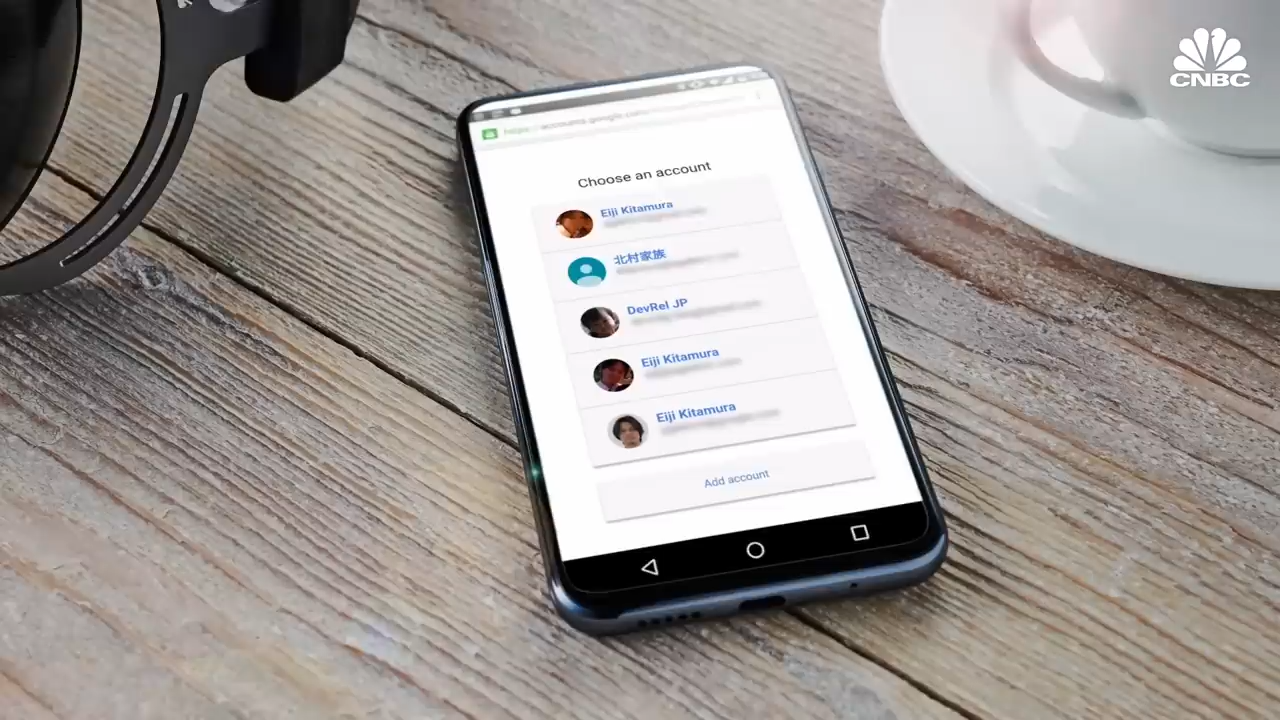 CNBC
https://accounts.google.com
Choose an account
Eiji Kitamura
北村家族
DevRel JP
Eiji Kitamura
Eiji Kitamura
Add account